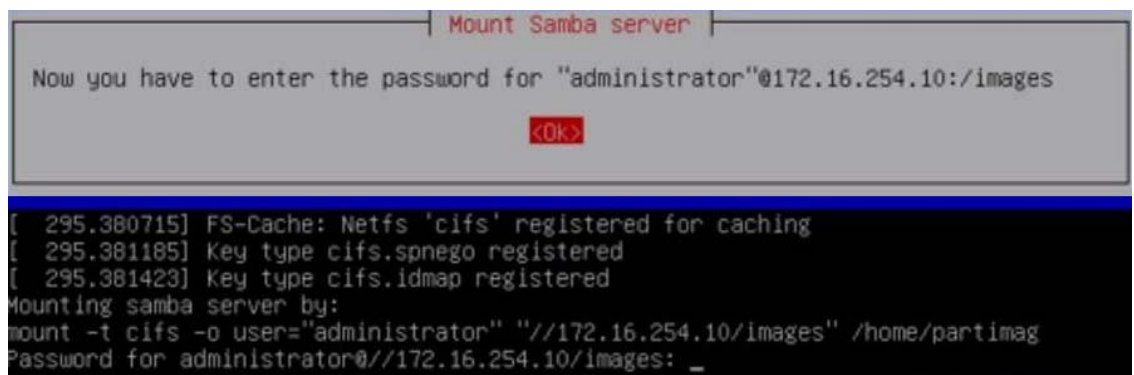 Mount Samba server
Now you have to enter the password for "administrator"@172.16.254.10:/images
<Ok>
[  295.380715] FS-Cache: Netfs 'cifs' registered for caching
[  295.381185] Key type cifs.spnego registered
[  295.381423] Key type cifs.idmap registered
Mounting samba server by:
mount -t cifs -o user="administrator" "//172.16.254.10/images" /home/partimag
Password for administrator@//172.16.254.10/images: _